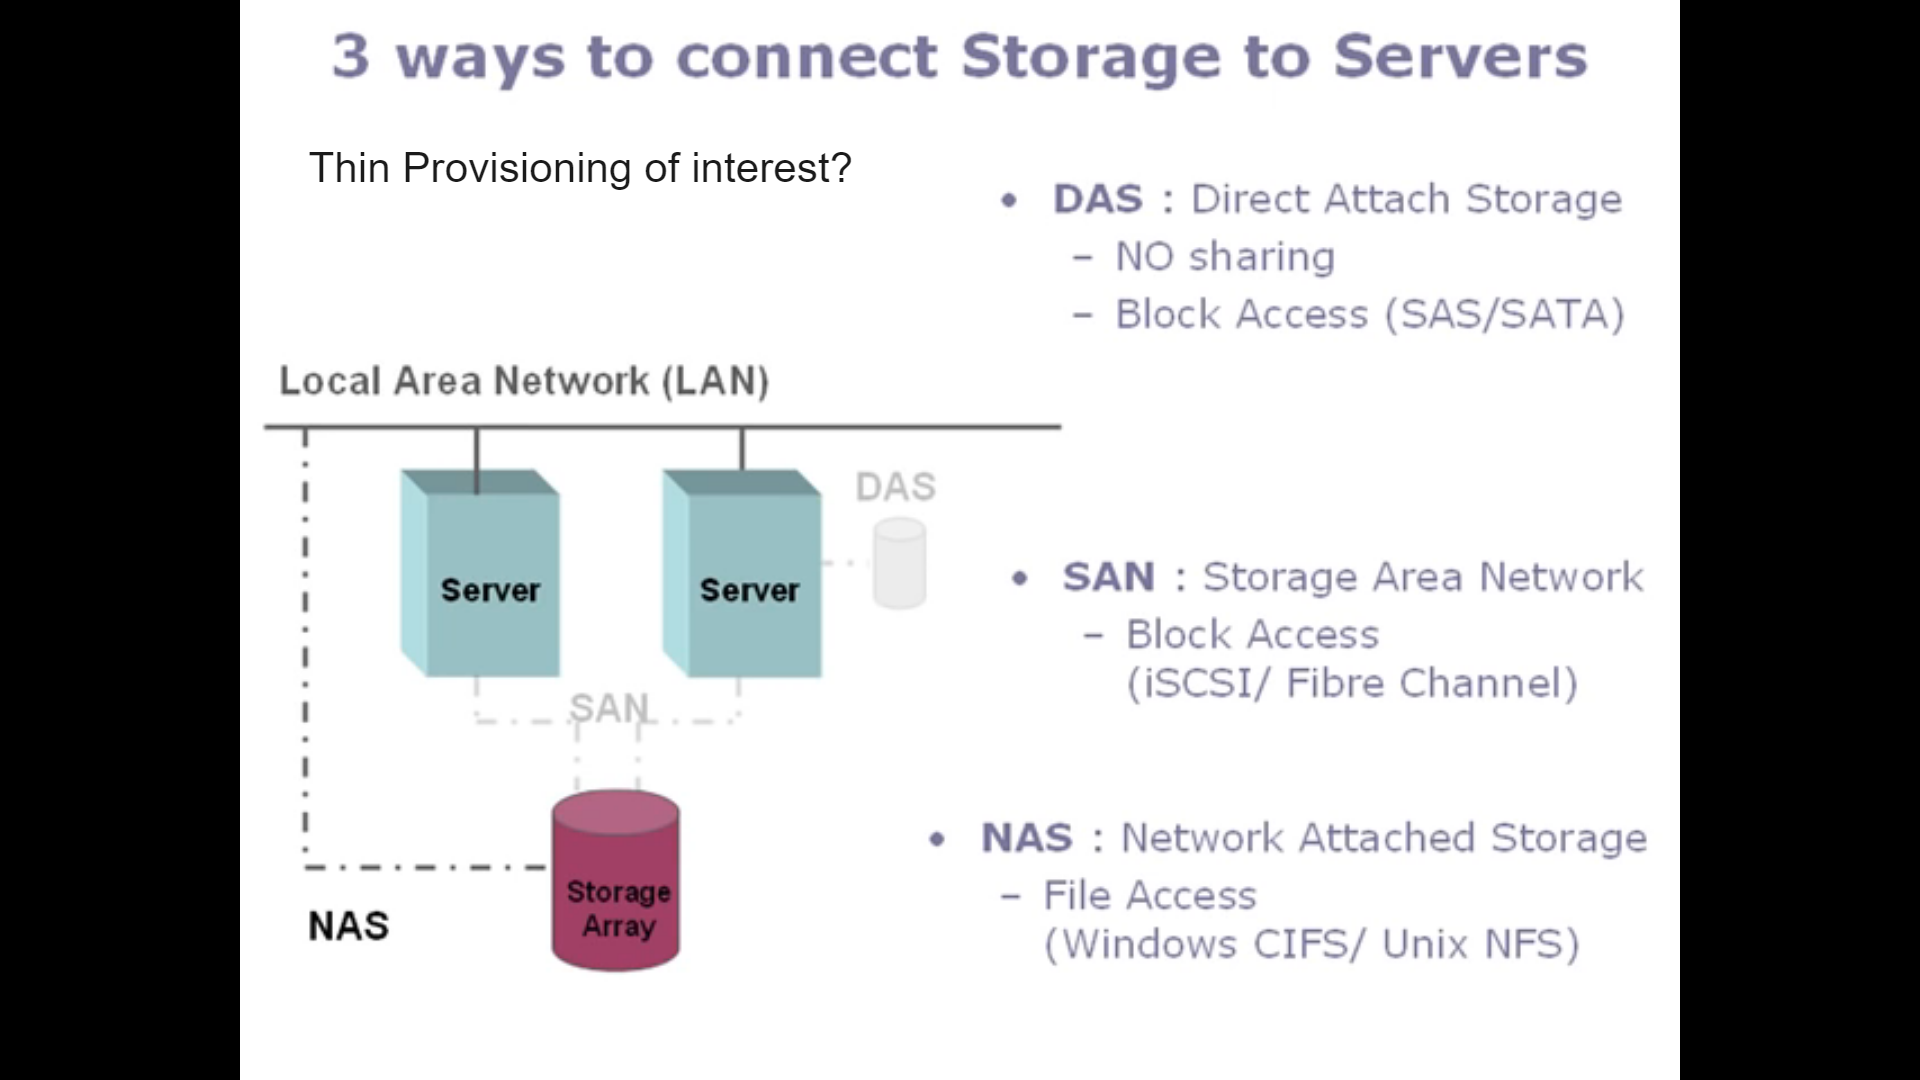 3 ways to connect Storage to Servers
Thin Provisioning of interest?
• DAS : Direct Attach Storage
– NO sharing
– Block Access (SAS/SATA)
Local Area Network (LAN)
Server
Server
DAS
SAN
Storage
Array
NAS
• SAN : Storage Area Network
– Block Access
(iSCSI/ Fibre Channel)
• NAS : Network Attached Storage
– File Access
(Windows CIFS/ Unix NFS)